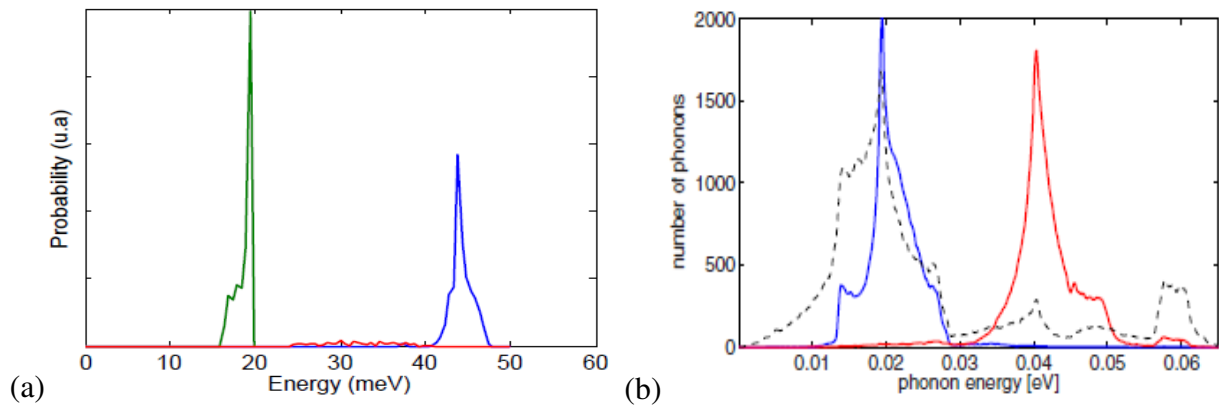 Probability (u.a)
0 10 20 30 40 50 60
Energy (meV)
(a)
number of phonons
2000
1500
1000
500
0
0.01 0.02 0.03 0.04 0.05 0.06
phonon energy [eV]
(b)